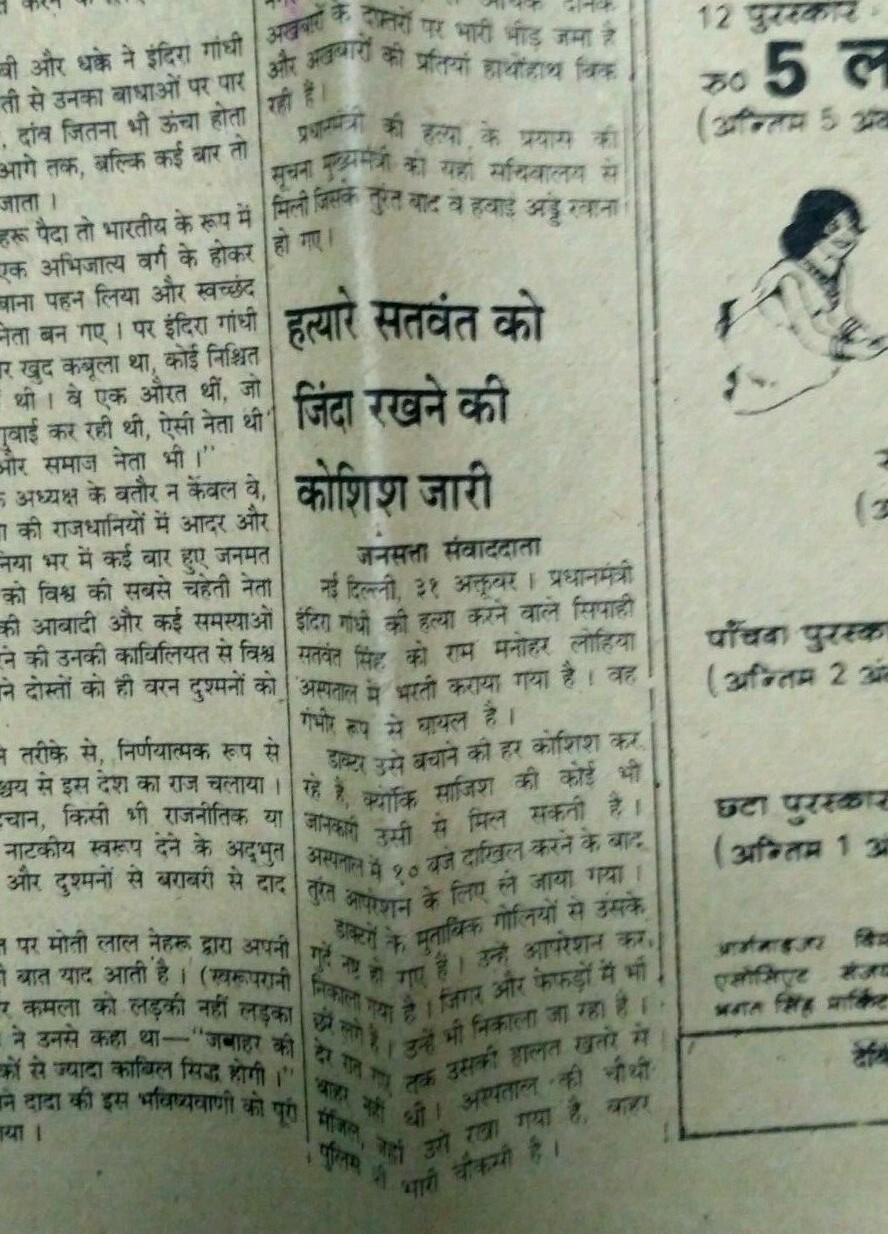 वी और धक्के ने इंदिरा गांधी
ती से उनका बाधाओं पर पार
, दांव जितना भी ऊंचा होता
आगे तक, बल्कि कई बार तो
जाता ।
हरू पैदा तो भारतीय के रूप में
एक अभिजात्य वर्ग के होकर
बाना पहन लिया और स्वच्छंद
नेता बन गए । पर इंदिरा गांधी
र खुद कबूला था, कोई निश्चित
थी । वे एक औरत थीं, जो
गुवाई कर रही थी, ऐसी नेता थी
और समाज नेता भी ।"
अध्यक्ष के बतौर न केवल वे,
ा की राजधानियों में आदर और
निया भर में कई बार हुए जनमत
को विश्व की सबसे चहेती नेता
की आबादी और कई समस्याओं
ने की उनकी काबिलियत से विश्व
ने दोस्तों को ही वरन दुश्मनों को
तरीके से, निर्णयात्मक रूप से
श्चय से इस देश का राज चलाया ।
चान, किसी भी राजनीतिक या
नाटकीय स्वरूप देने के अद्भुत
और दुश्मनों से बराबरी से दाद
पर मोती लाल नेहरू द्वारा अपनी
बात याद आती है । (स्वरूपरानी
र कमला को लड़की नहीं लड़का
ने उनसे कहा था—"जवाहर की
कों से ज्यादा काबिल सिद्ध होगी ।"
ने दादा की इस भविष्यवाणी को पूरी
या ।
अखबारों के दफ्तरों पर भारी भीड़ जमा है
और अखबारों की प्रतियां हाथोंहाथ बिक
रही हैं ।
प्रधानमंत्री की हत्या के प्रयास की
सूचना मुख्यमंत्री को यहां सचिवालय से
मिली जिसके तुरंत बाद वे हवाई अड्डे रवाना
हो गए ।
हत्यारे सतवंत को
जिंदा रखने की
कोशिश जारी
जनसत्ता संवाददाता
नई दिल्ली, ३१ अक्तूबर । प्रधानमंत्री
इंदिरा गांधी की हत्या करने वाले सिपाही
सतवंत सिंह को राम मनोहर लोहिया
अस्पताल में भरती कराया गया है । वह
गंभीर रूप से घायल है ।
डाक्टर उसे बचाने की हर कोशिश कर
रहे हैं, क्योंकि साजिश की कोई भी
जानकारी उसी से मिल सकती है ।
अस्पताल में १० बजे दाखिल करने के बाद
तुरंत आपरेशन के लिए ले जाया गया ।
डाक्टरों के मुताबिक गोलियों से उसके
गुर्दे नष्ट हो गए हैं । उन्हें आपरेशन कर
निकाला गया है । जिगर और फेफड़ों में भी
छर्रे लगे हैं । उन्हें भी निकाला जा रहा है ।
देर रात गए तक उसकी हालत खतरे से
बाहर नहीं थी । अस्पताल की चौथी
मंजिल, जहां उसे रखा गया है, बाहर
पुलिस की भारी चौकसी है ।
12 पुरस्कार
रु० 5 ल
(अन्तिम 5 अं
पाँचवा पुरस्का
(अन्तिम 2 अं
छटा पुरस्कार
(अन्तिम 1 अ